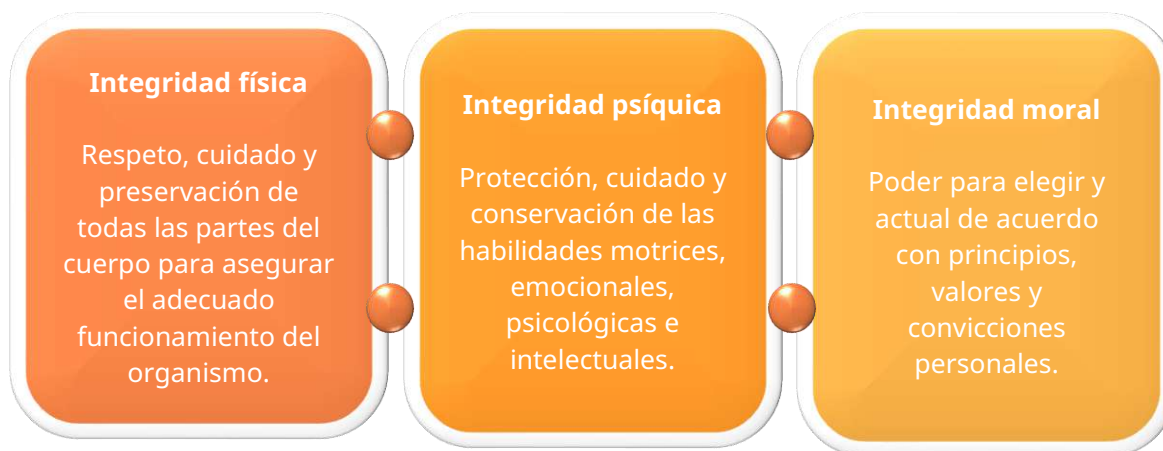 Integridad física
Respeto, cuidado y
preservación de
todas las partes del
cuerpo para asegurar
el adecuado
funcionamiento del
organismo.
Integridad psíquica
Protección, cuidado y
conservación de las
habilidades motrices,
emocionales,
psicológicas e
intelectuales.
Integridad moral
Poder para elegir y
actual de acuerdo
con principios,
valores y
convicciones
personales.